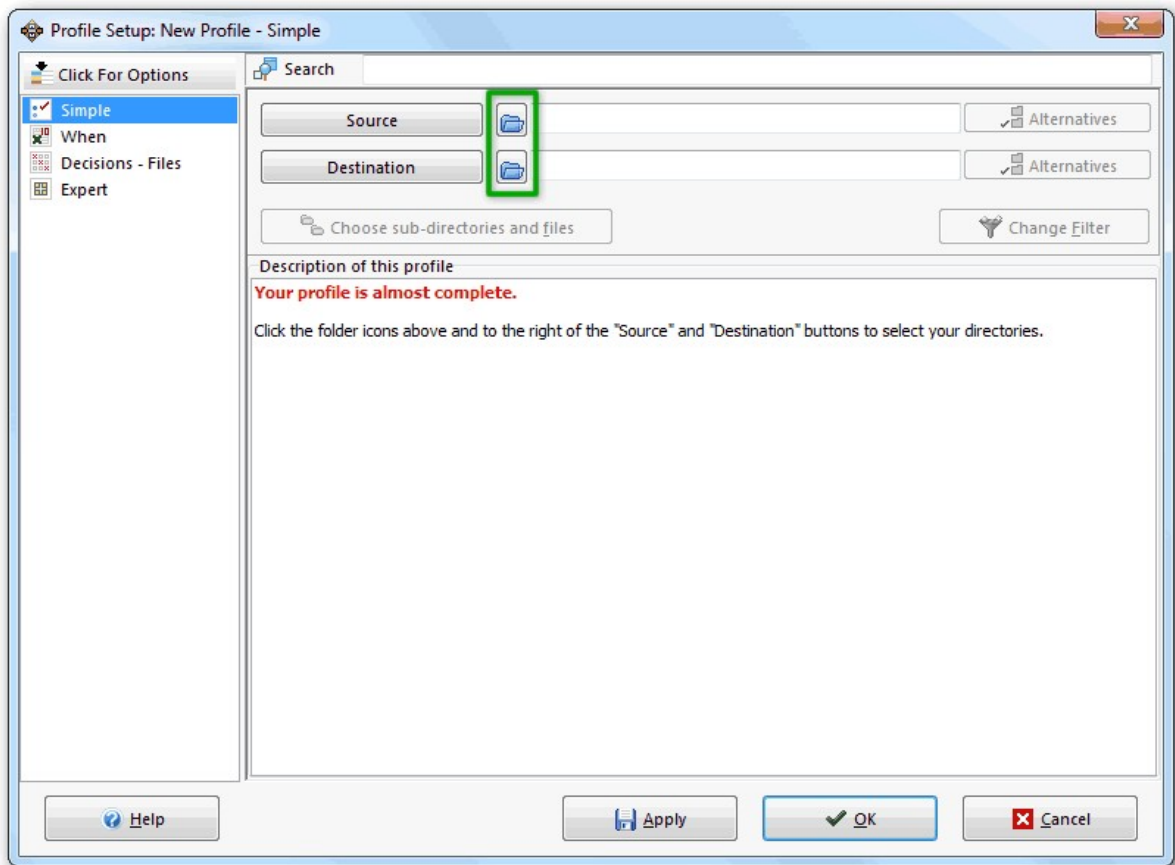 Profile Setup: New Profile - Simple
Click For Options
Search
Simple
When
Decisions - Files
Expert
Source
Alternatives
Destination
Alternatives
Choose sub-directories and files
Change Filter
Description of this profile
Your profile is almost complete.
Click the folder icons above and to the right of the "Source" and "Destination" buttons to select your directories.
Help
Apply
OK
Cancel